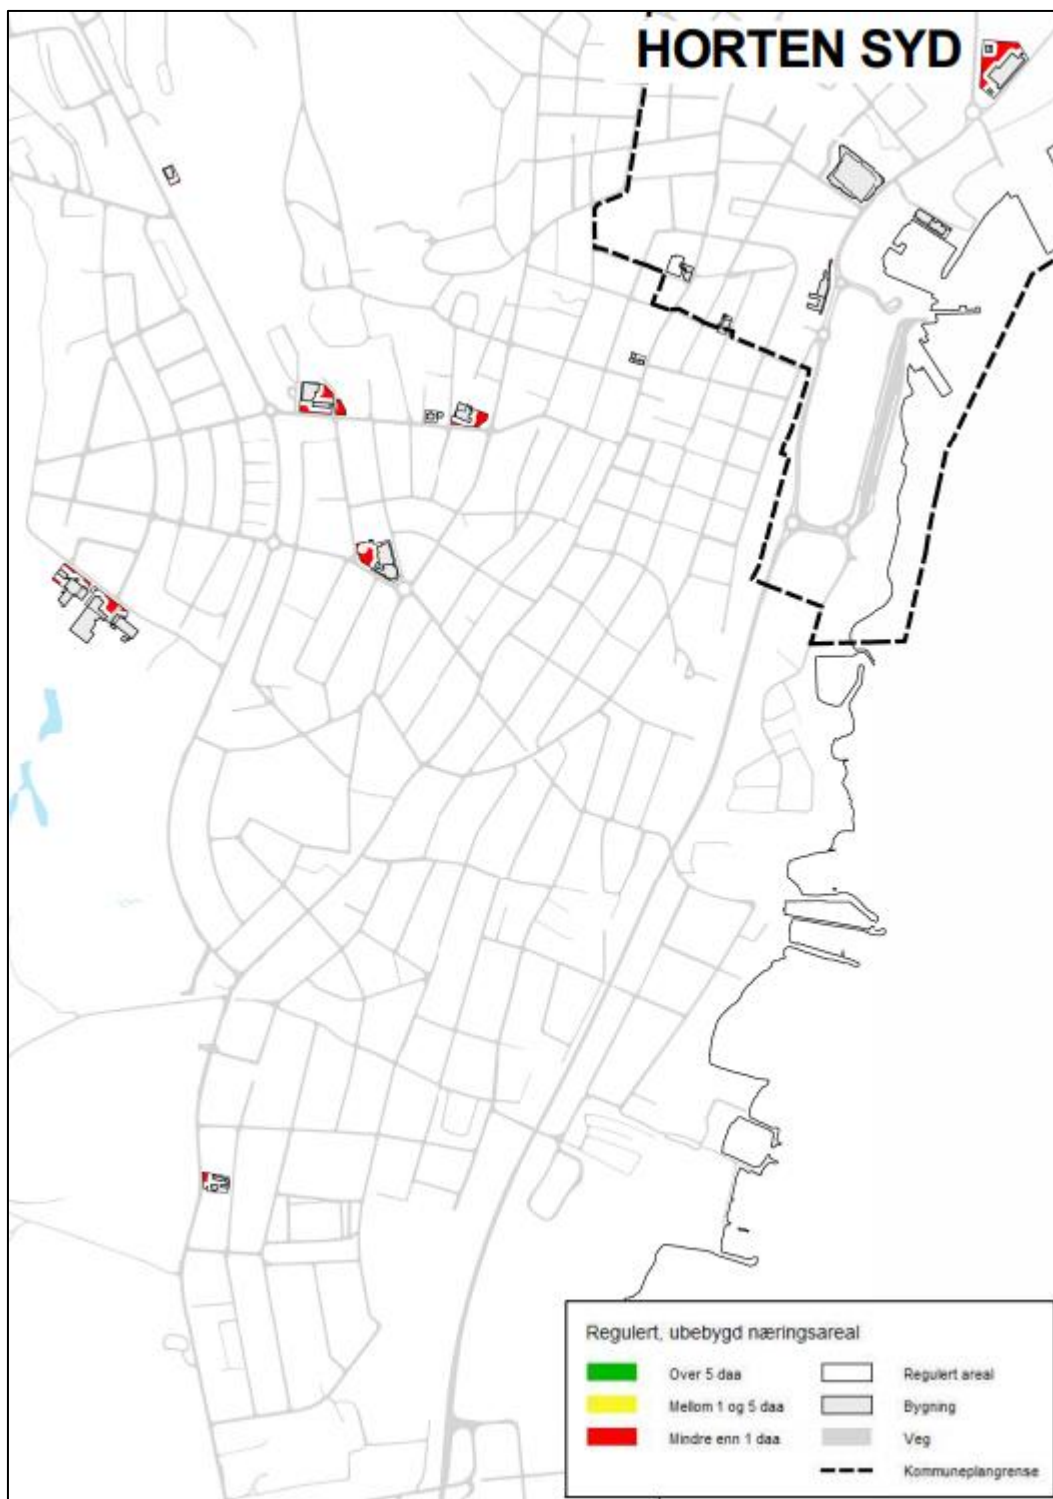 HORTEN SYD
P
Regulert, ubebygd næringsareal
Over 5 daa
Mellom 1 og 5 daa
Mindre enn 1 daa
Regulert areal
Bygning
Veg
Kommuneplangrense